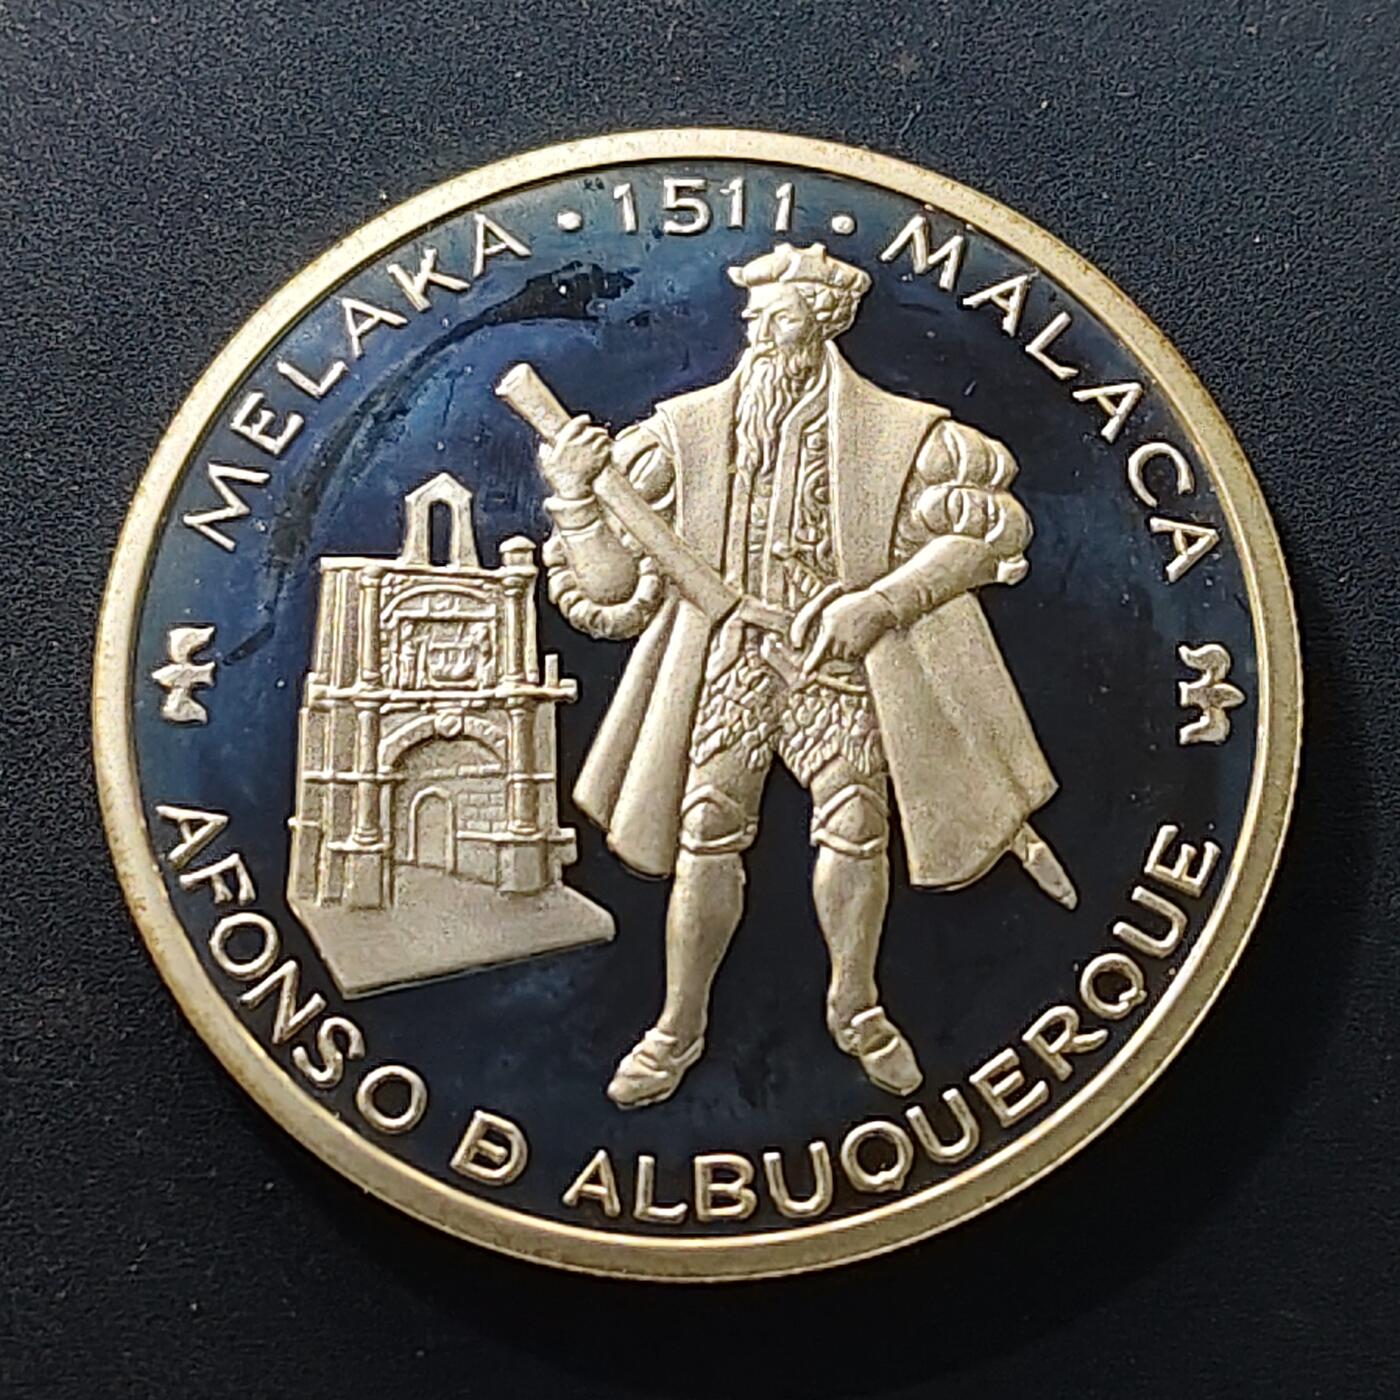 MELAKA · 1511 · MALACA
AFONSO D ALBUQUERQUE